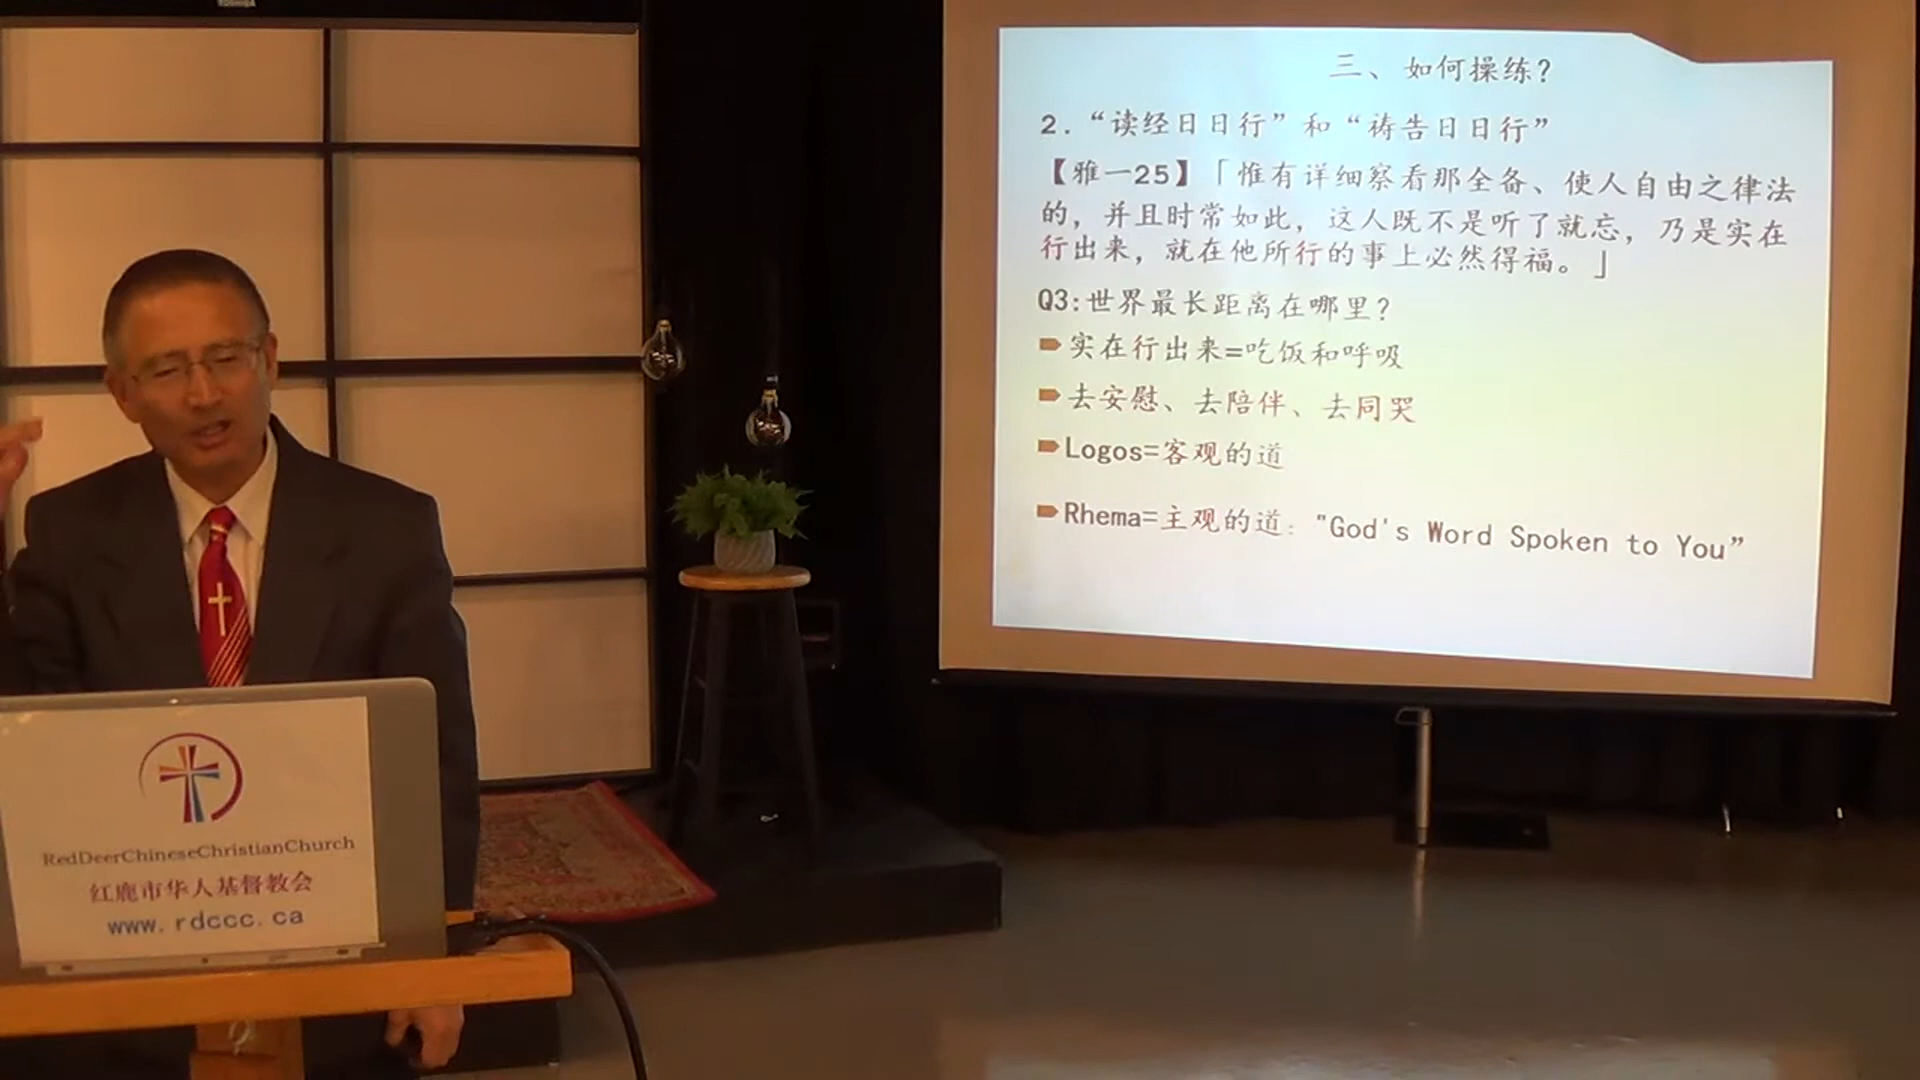 TOSHIBA
三、如何操练?
2.“读经日日行”和“祷告日日行”
【雅一25】「惟有详细察看那全备、使人自由之律法
的，并且时常如此，这人既不是听了就忘，乃是实在
行出来，就在他所行的事上必然得福。」
Q3:世界最长距离在哪里?
实在行出来=吃饭和呼吸
去安慰、去陪伴、去同哭
Logos=客观的道
Rhema=主观的道: "God's Word Spoken to You”
RedDeerChineseChristianChurch
红鹿市华人基督教会
www.rdccc.ca